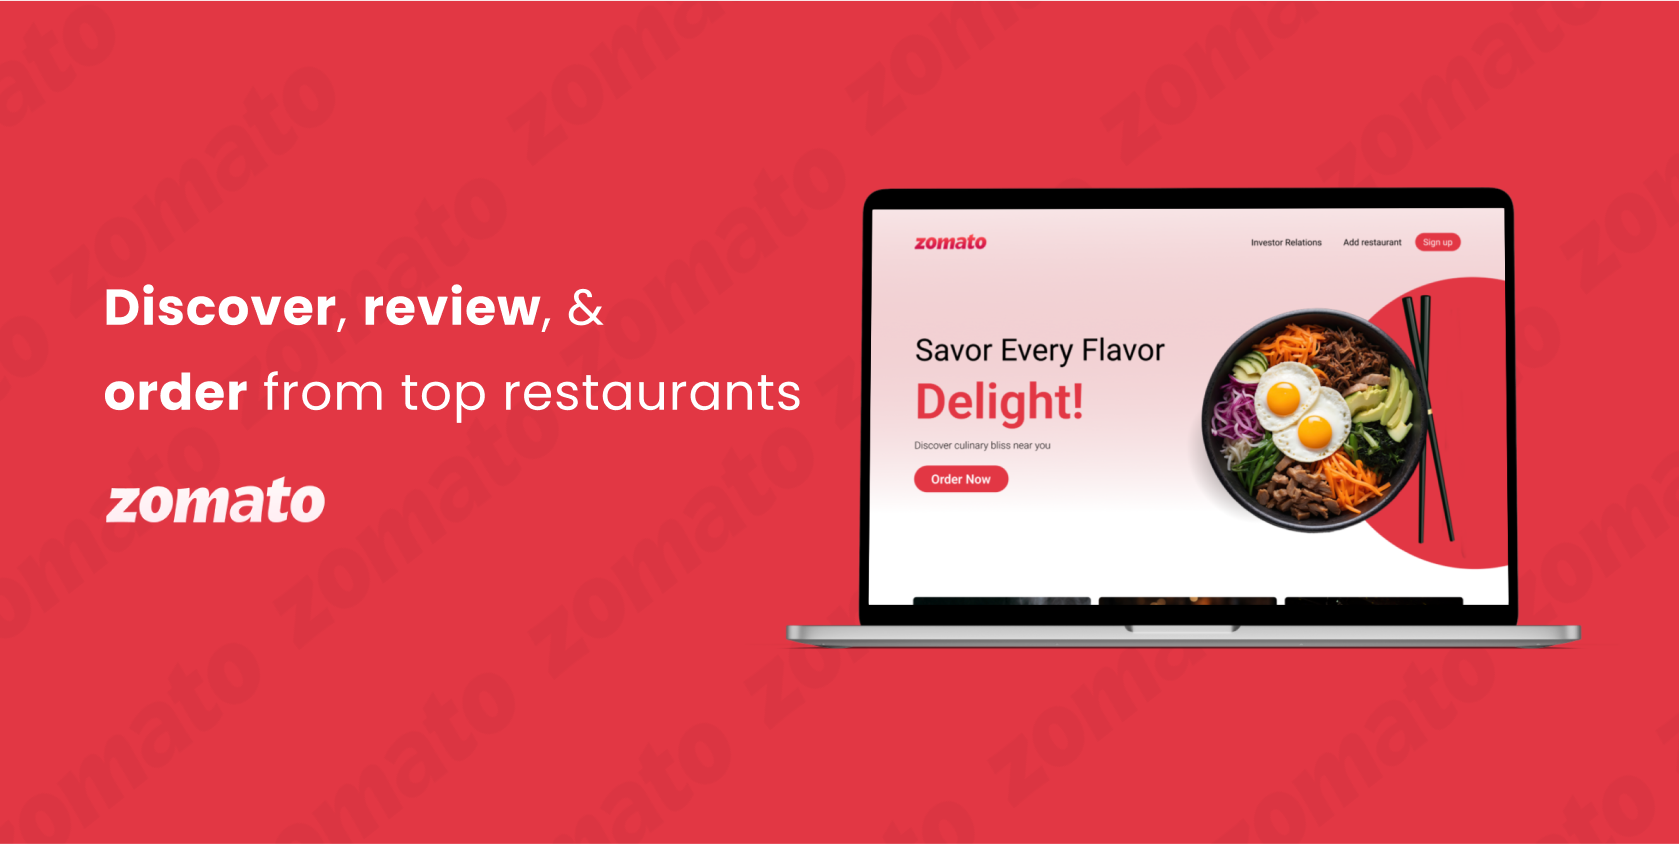 Discover, review, &
order from top restaurants
zomato
zomato
Investor Relations
Add restaurant
Sign up
Savor Every Flavor
Delight!
Discover culinary bliss near you
Order Now